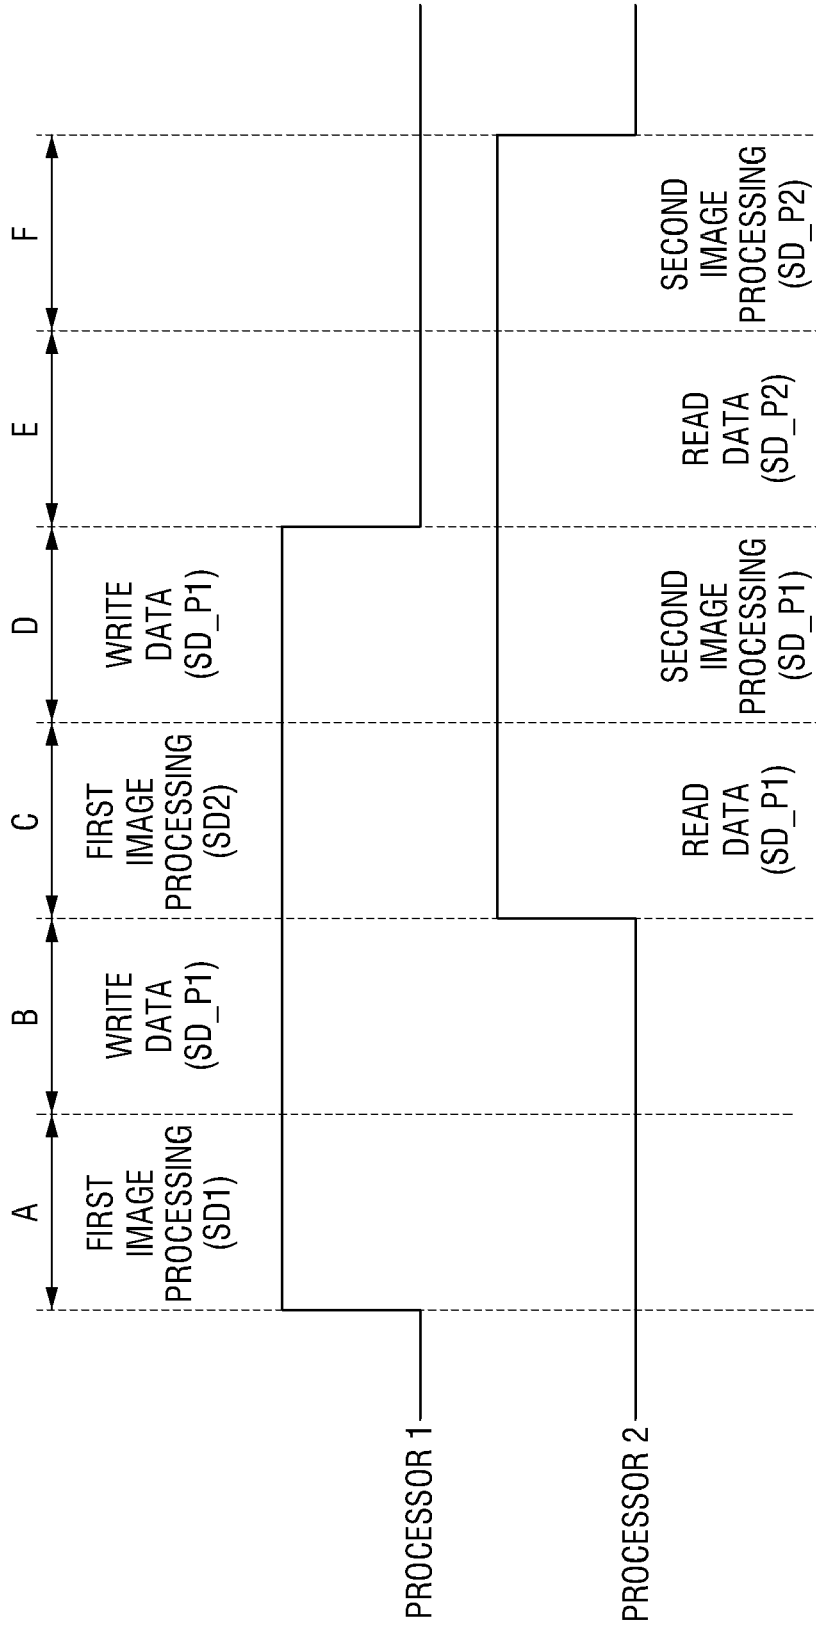 A
B
C
D
E
F
FIRST
IMAGE
PROCESSING
(SD1)
WRITE
DATA
(SD_P1)
FIRST
IMAGE
PROCESSING
(SD2)
WRITE
DATA
(SD_P1)
PROCESSOR 1
PROCESSOR 2
READ
DATA
(SD_P1)
SECOND
IMAGE
PROCESSING
(SD_P1)
READ
DATA
(SD_P2)
SECOND
IMAGE
PROCESSING
(SD_P2)